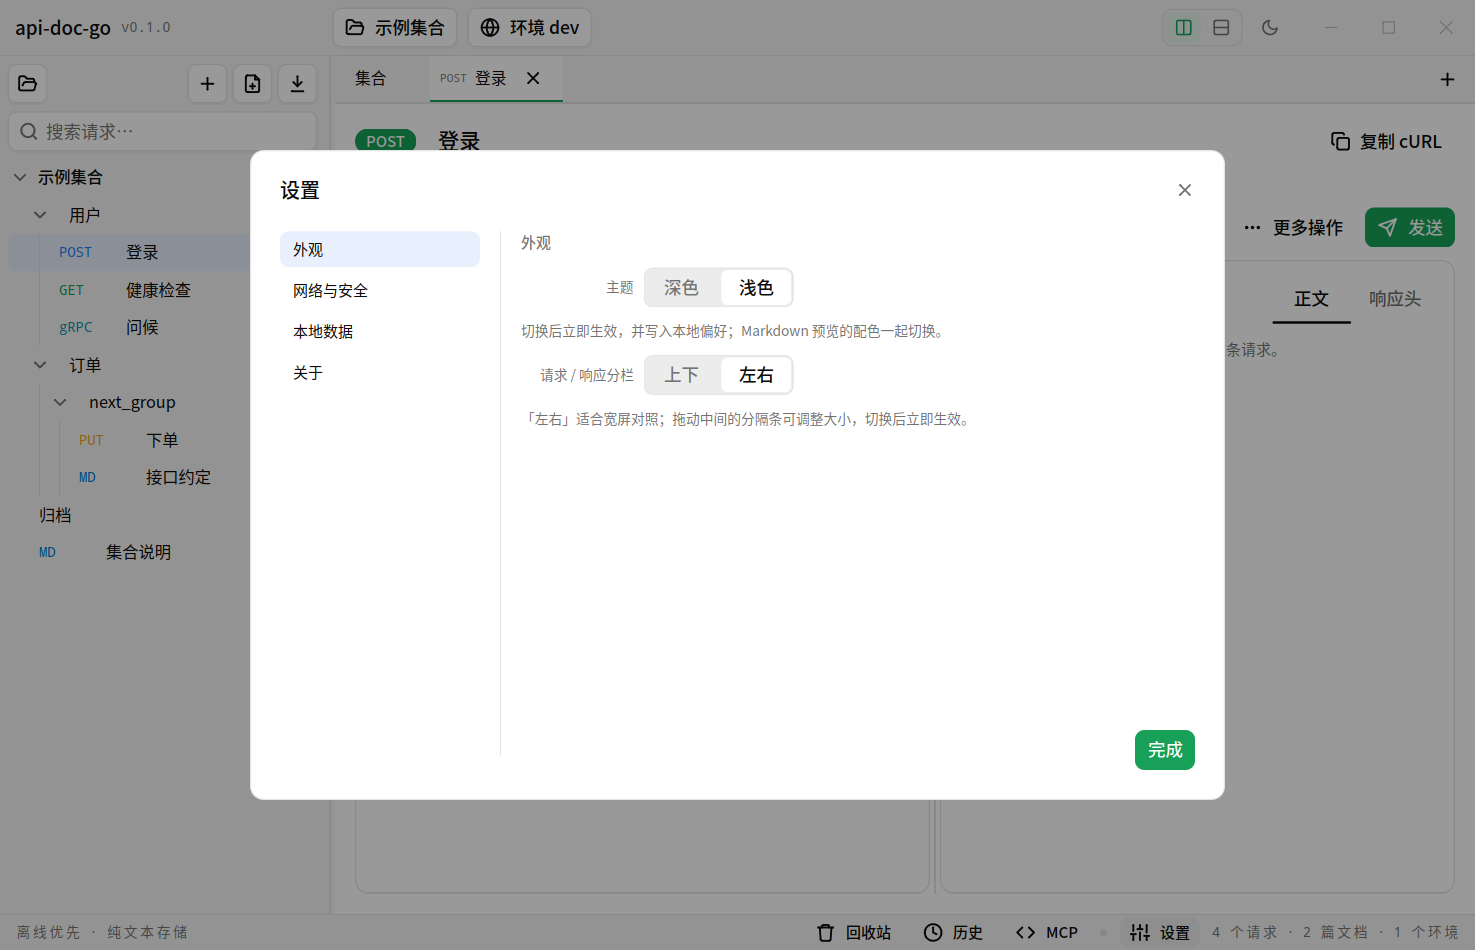 api-doc-go v0.1.0 示例集合 环境 dev
集合 POST 登录
搜索请求…
POST 登录 复制 cURL
示例集合
用户
POST 登录
GET 健康检查
gRPC 问候
订单
next_group
PUT 下单
MD 接口约定
归档
MD 集合说明
更多操作 发送
正文 响应头
条请求。
设置
外观
网络与安全
本地数据
关于
外观
主题 深色 浅色
切换后立即生效，并写入本地偏好；Markdown 预览的配色一起切换。
请求 / 响应分栏 上下 左右
「左右」适合宽屏对照；拖动中间的分隔条可调整大小，切换后立即生效。
完成
离线优先 · 纯文本存储 回收站 历史 MCP 设置 4 个请求 · 2 篇文档 · 1 个环境